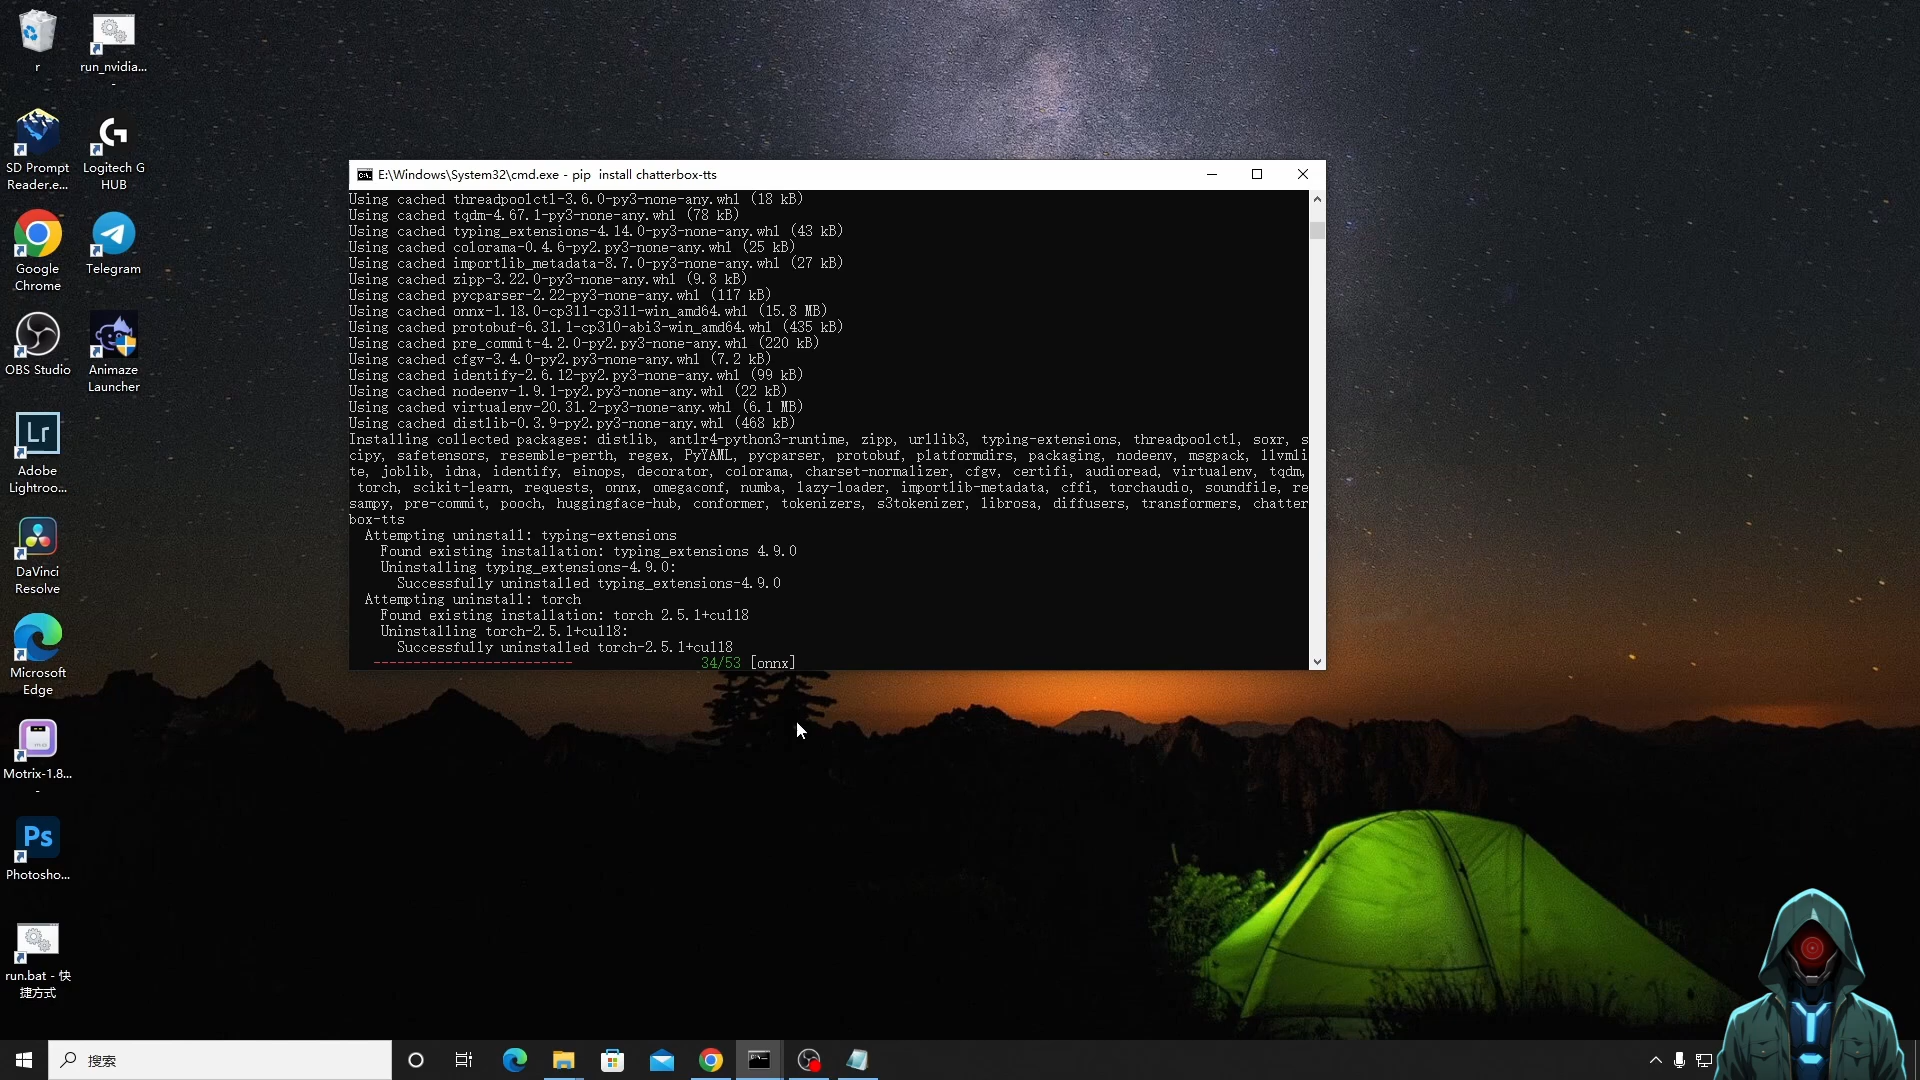 r
run_nvidia...
-
SD Prompt
Reader.e...
Logitech G
HUB
Google
Chrome
Telegram
OBS Studio
Animaze
Launcher
Lr
Adobe
Lightroo...
DaVinci
Resolve
Microsoft
Edge
Motrix-1.8...
-
Ps
Photosho...
run.bat - 快
捷方式
E:\Windows\System32\cmd.exe - pip  install chatterbox-tts
Using cached threadpoolctl-3.6.0-py3-none-any.whl (18 kB)
Using cached tqdm-4.67.1-py3-none-any.whl (78 kB)
Using cached typing_extensions-4.14.0-py3-none-any.whl (43 kB)
Using cached colorama-0.4.6-py2.py3-none-any.whl (25 kB)
Using cached importlib_metadata-8.7.0-py3-none-any.whl (27 kB)
Using cached zipp-3.22.0-py3-none-any.whl (9.8 kB)
Using cached pycparser-2.22-py3-none-any.whl (117 kB)
Using cached onnx-1.18.0-cp311-cp311-win_amd64.whl (15.8 MB)
Using cached protobuf-6.31.1-cp310-abi3-win_amd64.whl (435 kB)
Using cached pre_commit-4.2.0-py2.py3-none-any.whl (220 kB)
Using cached cfgv-3.4.0-py2.py3-none-any.whl (7.2 kB)
Using cached identify-2.6.12-py2.py3-none-any.whl (99 kB)
Using cached nodeenv-1.9.1-py2.py3-none-any.whl (22 kB)
Using cached virtualenv-20.31.2-py3-none-any.whl (6.1 MB)
Using cached distlib-0.3.9-py2.py3-none-any.whl (468 kB)
Installing collected packages: distlib, antlr4-python3-runtime, zipp, urllib3, typing-extensions, threadpoolctl, soxr, s
cipy, safetensors, resemble-perth, regex, PyYAML, pycparser, protobuf, platformdirs, packaging, nodeenv, msgpack, llvmli
te, joblib, idna, identify, einops, decorator, colorama, charset-normalizer, cfgv, certifi, audioread, virtualenv, tqdm,
 torch, scikit-learn, requests, onnx, omegaconf, numba, lazy-loader, importlib-metadata, cffi, torchaudio, soundfile, re
sampy, pre-commit, pooch, huggingface-hub, conformer, tokenizers, s3tokenizer, librosa, diffusers, transformers, chatter
box-tts
  Attempting uninstall: typing-extensions
    Found existing installation: typing_extensions 4.9.0
    Uninstalling typing_extensions-4.9.0:
      Successfully uninstalled typing_extensions-4.9.0
  Attempting uninstall: torch
    Found existing installation: torch 2.5.1+cu118
    Uninstalling torch-2.5.1+cu118:
      Successfully uninstalled torch-2.5.1+cu118
   ------------------------- 34/53 [onnx]
搜索